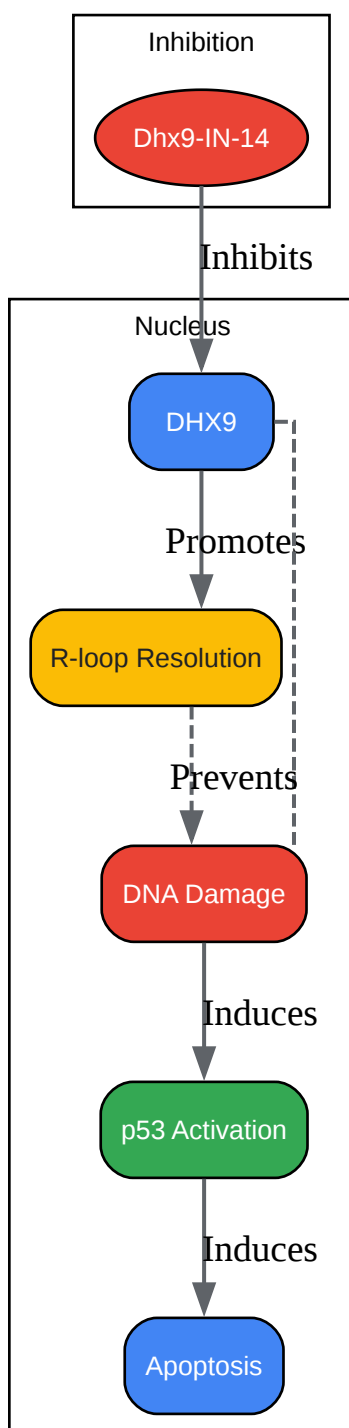 Inhibition
Dhx9-IN-14
Inhibits
Nucleus
DHX9
Promotes
R-loop Resolution
Prevents
DNA Damage
Induces
p53 Activation
Induces
Apoptosis